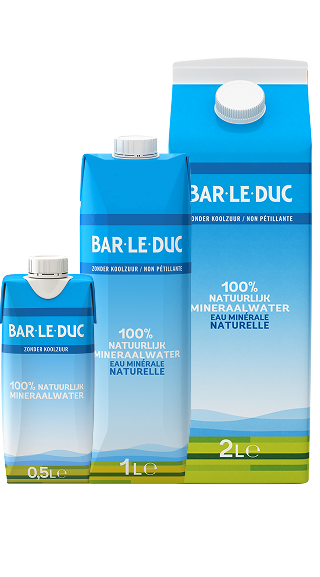 BAR·LE·DUC
ZONDER KOOLZUUR / NON PÉTILLANTE
100%
NATUURLIJK
MINERAALWATER
EAU MINÉRALE
NATURELLE
2L℮
BAR·LE·DUC
ZONDER KOOLZUUR / NON PÉTILLANTE
100%
NATUURLIJK
MINERAALWATER
EAU MINÉRALE
NATURELLE
1L℮
BAR·LE·DUC
ZONDER KOOLZUUR
100% NATUURLIJK
MINERAALWATER
0,5L℮